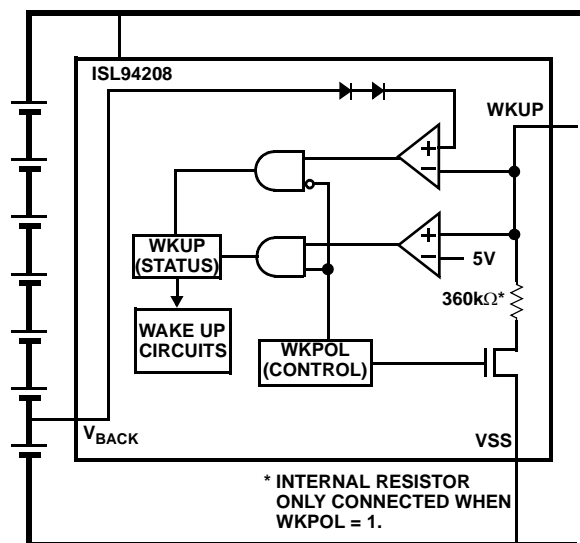 ISL94208
WKUP
+
−
+
−
5V
WKUP
(STATUS)
360kΩ*
WAKE UP
CIRCUITS
WKPOL
(CONTROL)
VBACK
VSS
* INTERNAL RESISTOR
ONLY CONNECTED WHEN
WKPOL = 1.